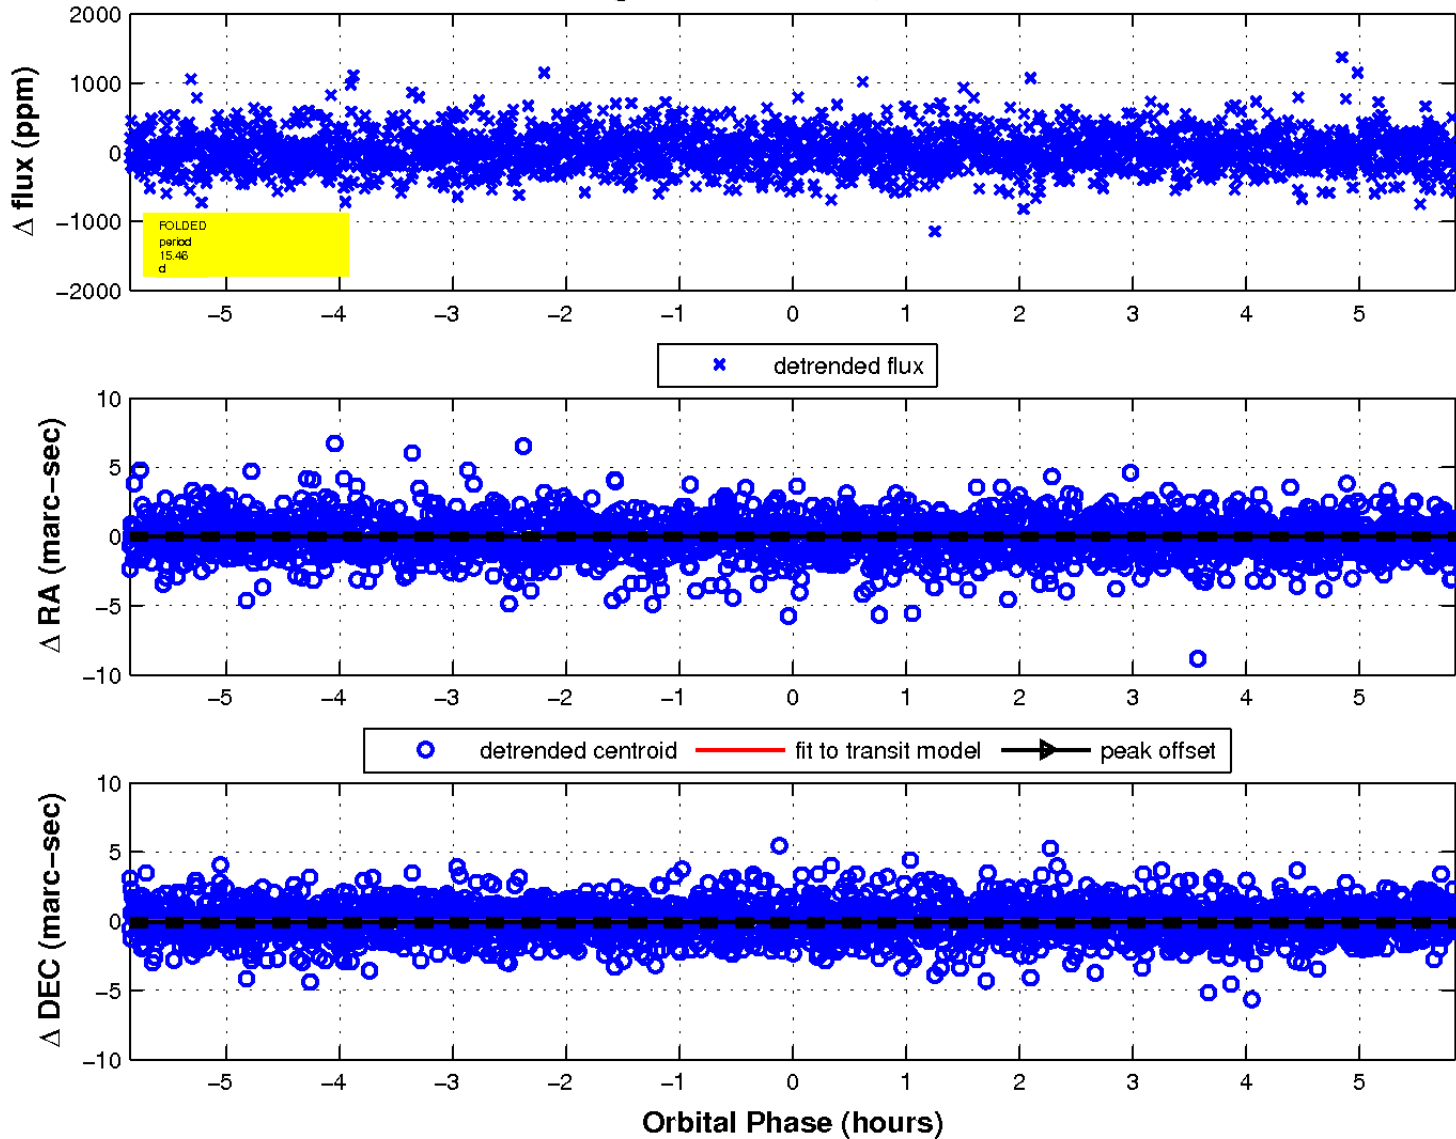 2000
1000
0
−1000
−2000
Δ flux (ppm)
FOLDED
period
15.46
d
−5 −4 −3 −2 −1 0 1 2 3 4 5
detrended flux
10
5
0
−5
−10
Δ RA (marc−sec)
−5 −4 −3 −2 −1 0 1 2 3 4 5
detrended centroid fit to transit model peak offset
10
5
0
−5
−10
Δ DEC (marc−sec)
−5 −4 −3 −2 −1 0 1 2 3 4 5
Orbital Phase (hours)